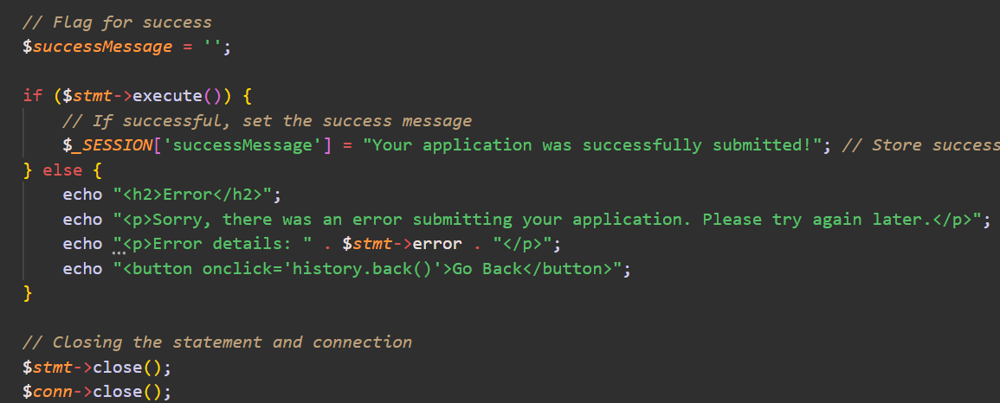 // Flag for success
$successMessage = '';
if ($stmt->execute()) {
// If successful, set the success message
$_SESSION['successMessage'] = "Your application was successfully submitted!"; // Store success
} else {
echo "<h2>Error</h2>";
echo "<p>Sorry, there was an error submitting your application. Please try again later.</p>";
echo "<p>Error details: " . $stmt->error . "</p>";
echo "<button onclick='history.back()'>Go Back</button>";
}
// Closing the statement and connection
$stmt->close();
$conn->close();